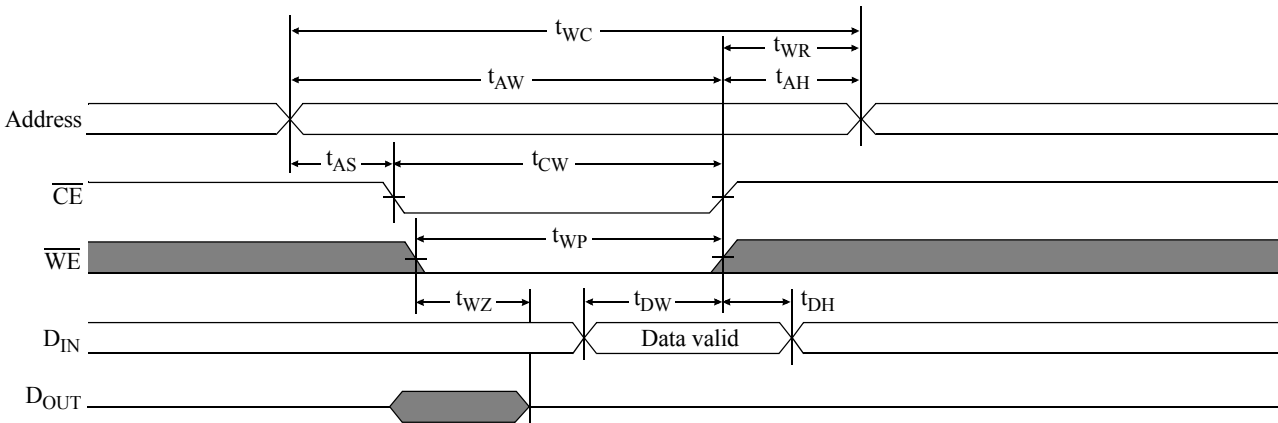 tWC
tWR
tAW
tAH
Address
tAS
tCW
CE
tWP
WE
tWZ
tDW
tDH
DIN
Data valid
DOUT